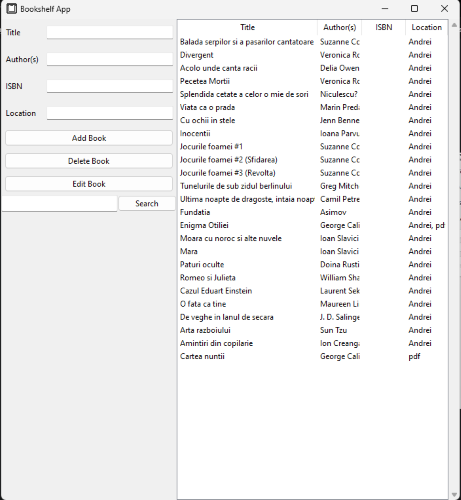 Bookshelf App
Title
Author(s)
ISBN
Location
Add Book
Delete Book
Edit Book
Search
Title Author(s) ISBN Location
Balada serpilor si a pasarilor cantatoare Suzanne Cc Andrei
Divergent Veronica Ro Andrei
Acolo unde canta racii Delia Owen Andrei
Pecetea Mortii Veronica Ro Andrei
Splendida cetate a celor o mie de sori Niculescu? Andrei
Viata ca o prada Marin Preda Andrei
Cu ochii in stele Jenn Benne Andrei
Inocentii Ioana Parvu Andrei
Jocurile foamei #1 Suzanne Cc Andrei
Jocurile foamei #2 (Sfidarea) Suzanne Cc Andrei
Jocurile foamei #3 (Revolta) Suzanne Cc Andrei
Tunelurile de sub zidul berlinului Greg Mitch Andrei
Ultima noapte de dragoste, intaia noapt Camil Petre Andrei
Fundatia Asimov Andrei
Enigma Otiliei George Cali Andrei, pdf
Moara cu noroc si alte nuvele Ioan Slavici Andrei
Mara Ioan Slavici Andrei
Paturi oculte Doina Rusti Andrei
Romeo si Julieta William Sha Andrei
Cazul Eduart Einstein Laurent Sek Andrei
O fata ca tine Maureen Li Andrei
De veghe in lanul de secara J. D. Salinge Andrei
Arta razboiului Sun Tzu Andrei
Amintiri din copilarie Ion Creanga Andrei
Cartea nuntii George Cali pdf